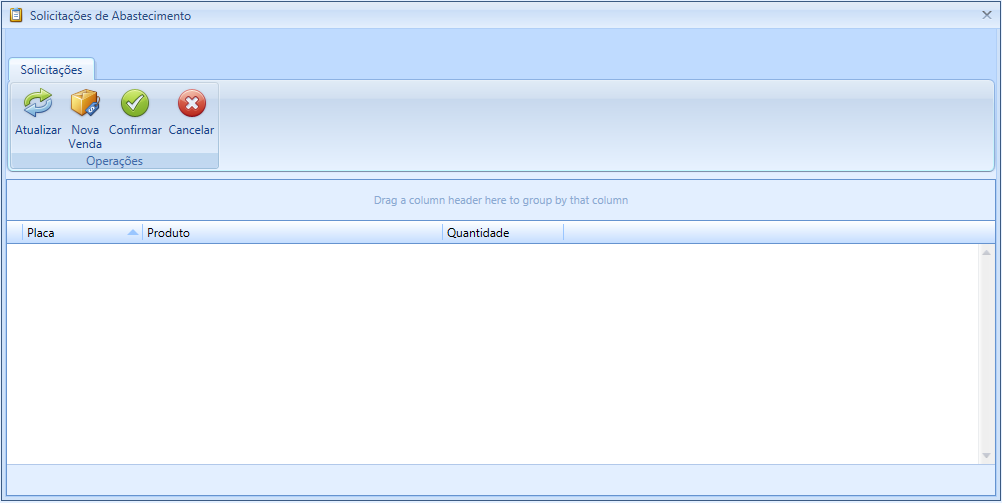 Solicitações de Abastecimento
Solicitações
Atualizar Nova Venda Confirmar Cancelar
Operações
Drag a column header here to group by that column
Placa Produto Quantidade